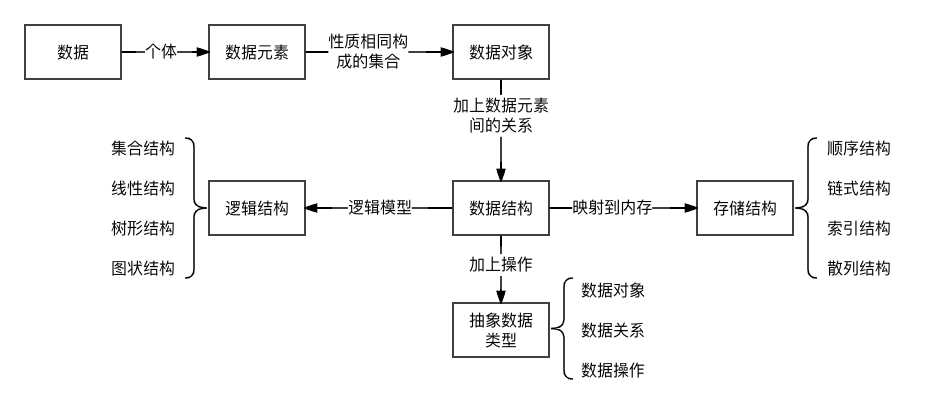 数据
个体
数据元素
性质相同构
成的集合
数据对象
加上数据元素
间的关系
集合结构
线性结构
树形结构
图状结构
逻辑结构
逻辑模型
数据结构
映射到内存
存储结构
顺序结构
链式结构
索引结构
散列结构
加上操作
抽象数据
类型
数据对象
数据关系
数据操作